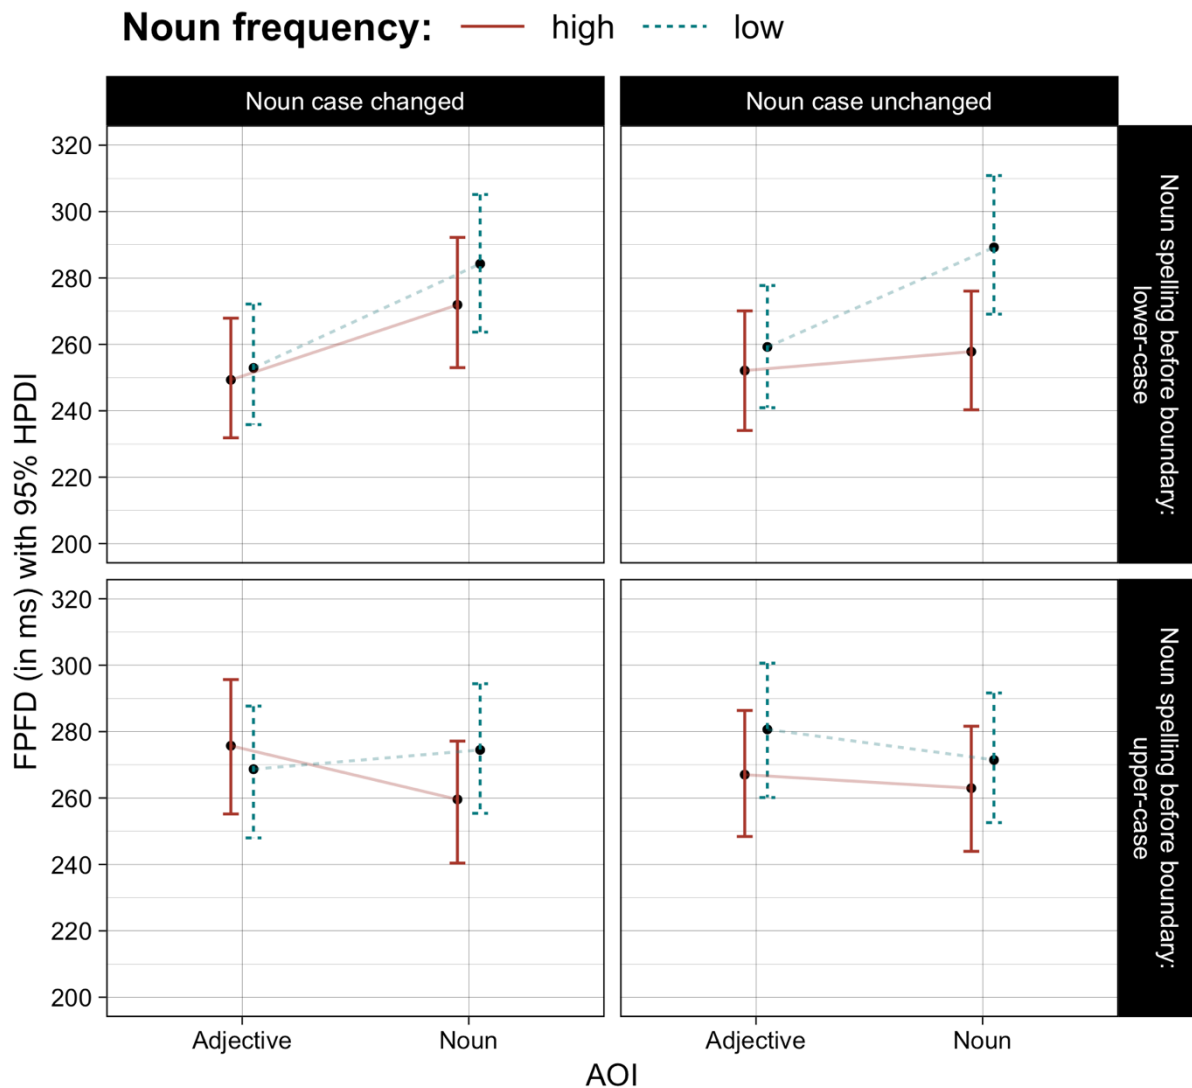 Noun frequency: high low
Noun case changed
Noun case unchanged
320
300
280
260
240
220
200
Noun spelling before boundary:
lower-case
320
300
280
260
240
220
200
Noun spelling before boundary:
upper-case
FPFD (in ms) with 95% HPDI
Adjective Noun
Adjective Noun
AOI